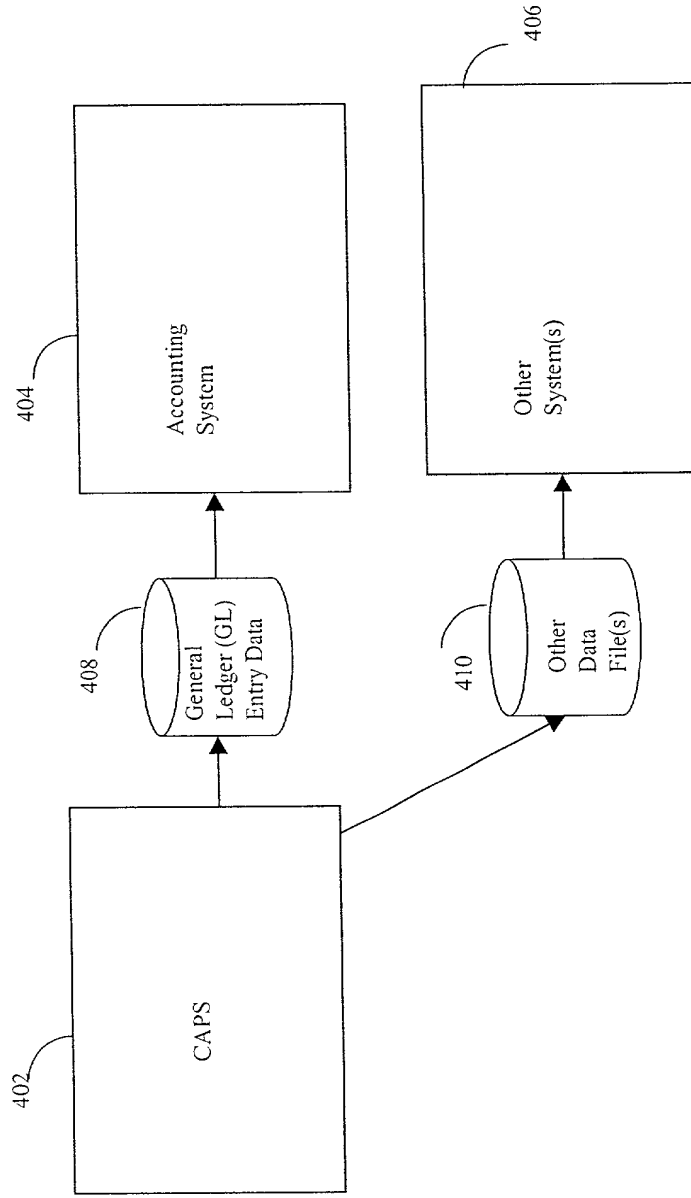 402
CAPS
408
General
Ledger (GL)
Entry Data
404
Accounting
System
410
Other
Data
File(s)
406
Other
System(s)